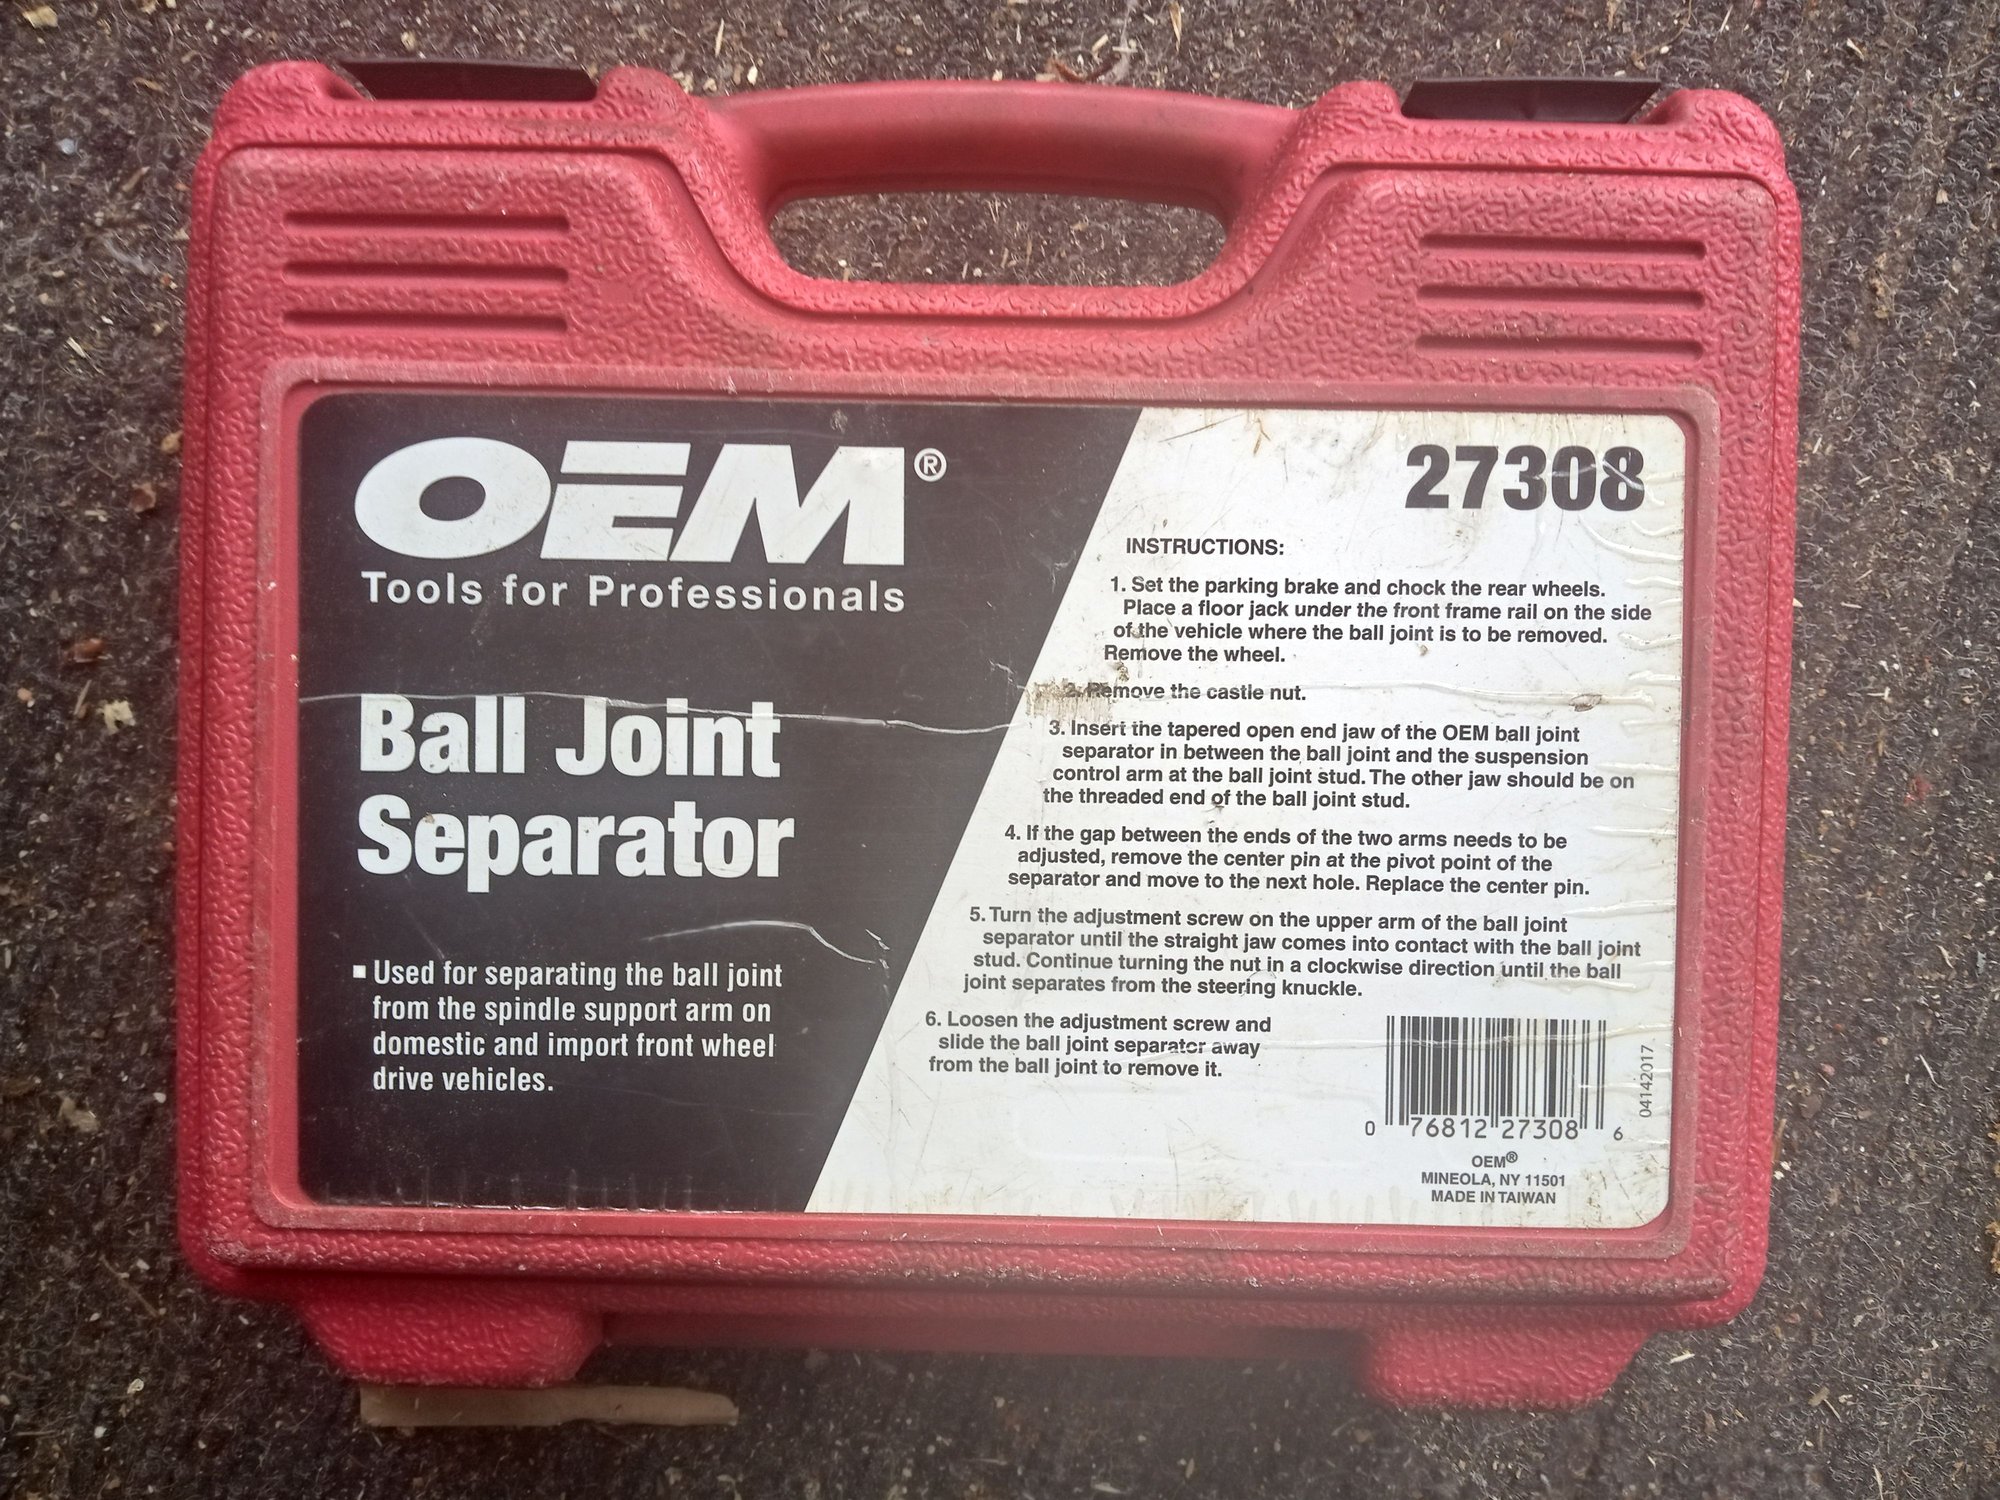 OEM®
Tools for Professionals
Ball Joint
Separator
▪ Used for separating the ball joint
from the spindle support arm on
domestic and import front wheel
drive vehicles.
27308
INSTRUCTIONS:
1. Set the parking brake and chock the rear wheels.
Place a floor jack under the front frame rail on the side
of the vehicle where the ball joint is to be removed.
Remove the wheel.
2. Remove the castle nut.
3. Insert the tapered open end jaw of the OEM ball joint
separator in between the ball joint and the suspension
control arm at the ball joint stud. The other jaw should be on
the threaded end of the ball joint stud.
4. If the gap between the ends of the two arms needs to be
adjusted, remove the center pin at the pivot point of the
separator and move to the next hole. Replace the center pin.
5. Turn the adjustment screw on the upper arm of the ball joint
separator until the straight jaw comes into contact with the ball joint
stud. Continue turning the nut in a clockwise direction until the ball
joint separates from the steering knuckle.
6. Loosen the adjustment screw and
slide the ball joint separator away
from the ball joint to remove it.
04142017
0 76812 27308 6
OEM®
MINEOLA, NY 11501
MADE IN TAIWAN